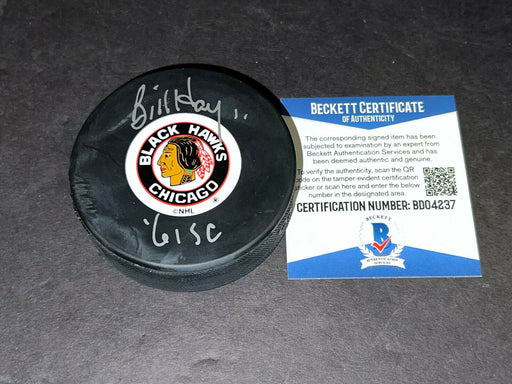 Bill Hay 11
BLACK HAWKS
CHICAGO
©NHL
'61 SC
BECKETT CERTIFICATE
OF AUTHENTICITY
The corresponding signed item has been
subjected to examination by an expert from
Beckett Authentication Services and has
been deemed authentic and genuine.
To verify authenticity, scan the QR
code on the tamper-evident certification
sticker or scan here and enter the below
number in the designated area.
CERTIFICATION NUMBER: BD04237
BECKETT
B
AUTHENTICATION
SERVICES